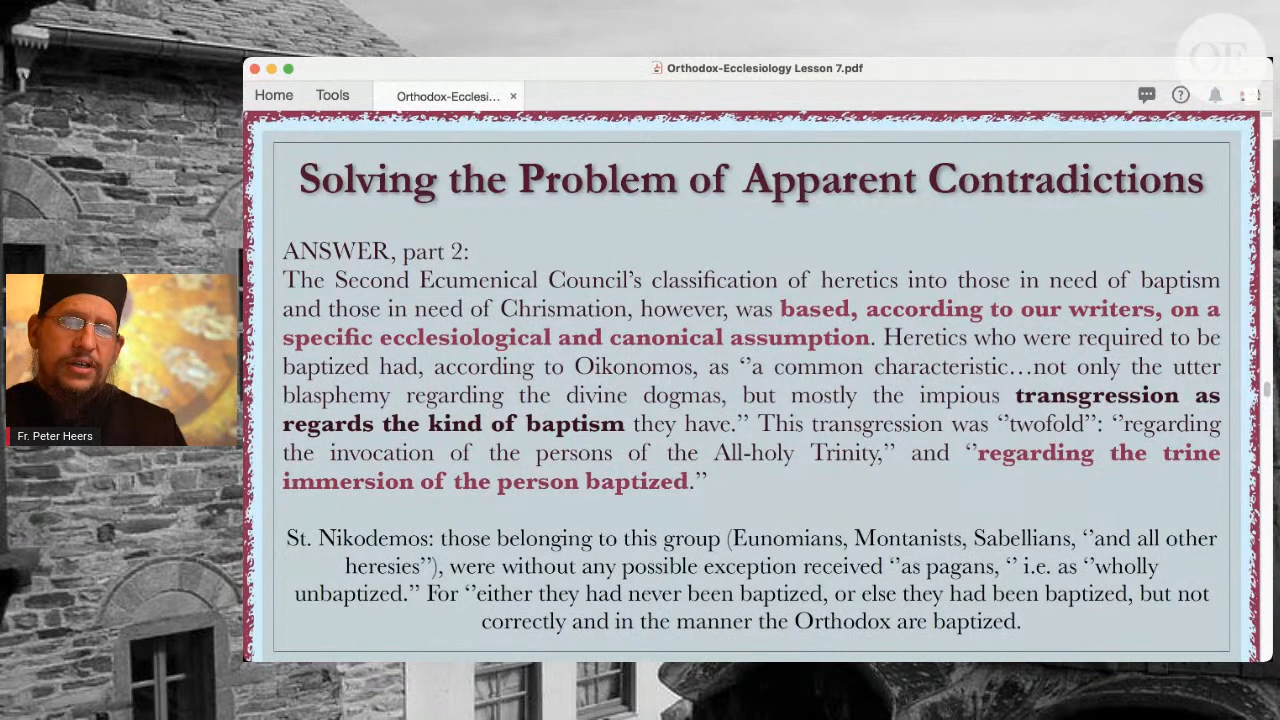 OE
Orthodox-Ecclesiology Lesson 7.pdf
Home Tools Orthodox-Ecclesi... ×
Solving the Problem of Apparent Contradictions
ANSWER, part 2:
The Second Ecumenical Council's classification of heretics into those in need of baptism
and those in need of Chrismation, however, was based, according to our writers, on a
specific ecclesiological and canonical assumption. Heretics who were required to be
baptized had, according to Oikonomos, as ‘’a common characteristic…not only the utter
blasphemy regarding the divine dogmas, but mostly the impious transgression as
regards the kind of baptism they have.’’ This transgression was ‘’twofold’’: ‘’regarding
the invocation of the persons of the All-holy Trinity,’’ and ‘’regarding the trine
immersion of the person baptized.’’
St. Nikodemos: those belonging to this group (Eunomians, Montanists, Sabellians, ‘’and all other
heresies’’), were without any possible exception received ‘’as pagans, ‘’ i.e. as ‘’wholly
unbaptized.’’ For ‘’either they had never been baptized, or else they had been baptized, but not
correctly and in the manner the Orthodox are baptized.
Fr. Peter Heers